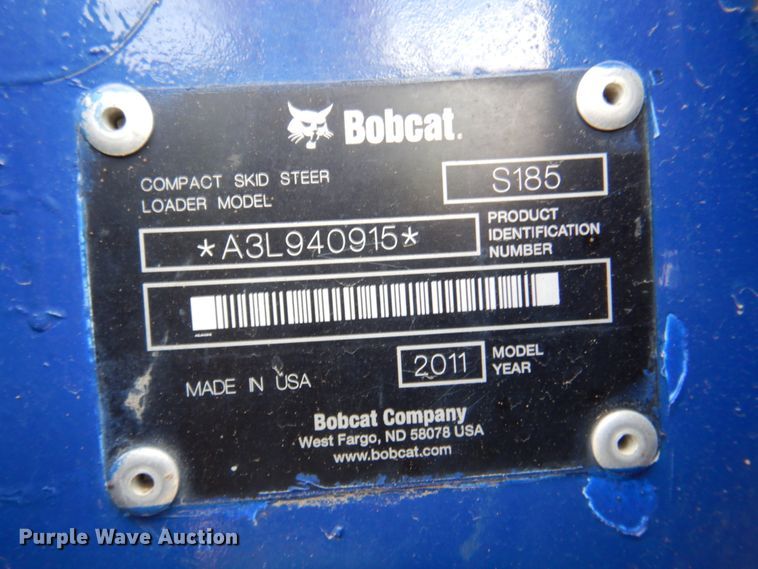 Bobcat.
COMPACT SKID STEER
LOADER MODEL
S185
*A3L940915*
PRODUCT
IDENTIFICATION
NUMBER
2011
MODEL
YEAR
MADE IN USA
Bobcat Company
West Fargo, ND 58078 USA
www.bobcat.com
Purple Wave Auction